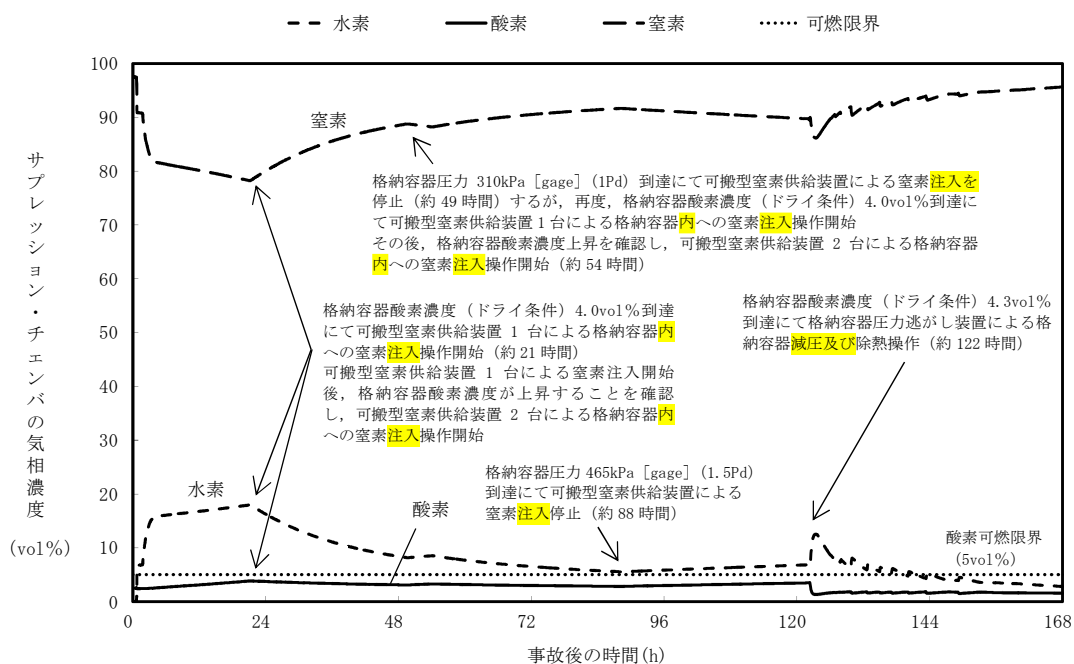 水素 酸素 窒素 可燃限界
サプレッション・チェンバの気相濃度
(vol%)
100
90
80
70
60
50
40
30
20
10
0
窒素
格納容器圧力 310kPa [gage] (1Pd) 到達にて可搬型窒素供給装置による窒素注入を
停止（約 49 時間）するが，再度，格納容器酸素濃度（ドライ条件）4.0vol%到達に
て可搬型窒素供給装置 1 台による格納容器内への窒素注入操作開始
その後，格納容器酸素濃度上昇を確認し，可搬型窒素供給装置 2 台による格納容器
内への窒素注入操作開始（約 54 時間）
格納容器酸素濃度（ドライ条件）4.0vol%到達
にて可搬型窒素供給装置 1 台による格納容器内
への窒素注入操作開始（約 21 時間）
可搬型窒素供給装置 1 台による窒素注入開始
後，格納容器酸素濃度が上昇することを確認
し，可搬型窒素供給装置 2 台による格納容器内
への窒素注入操作開始
格納容器酸素濃度（ドライ条件）4.3vol%
到達にて格納容器圧力逃がし装置による格
納容器減圧及び除熱操作（約 122 時間）
格納容器圧力 465kPa [gage] (1.5Pd)
到達にて可搬型窒素供給装置による
窒素注入停止（約 88 時間）
水素
酸素
酸素可燃限界
(5vol%)
0 24 48 72 96 120 144 168
事故後の時間(h)